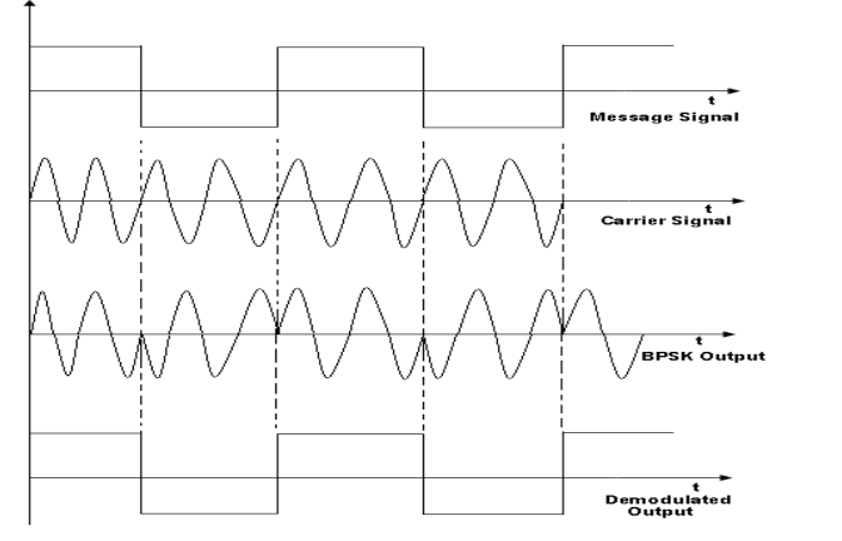 t
Message Signal
t
Carrier Signal
t
BPSK Output
t
Demodulated
Output